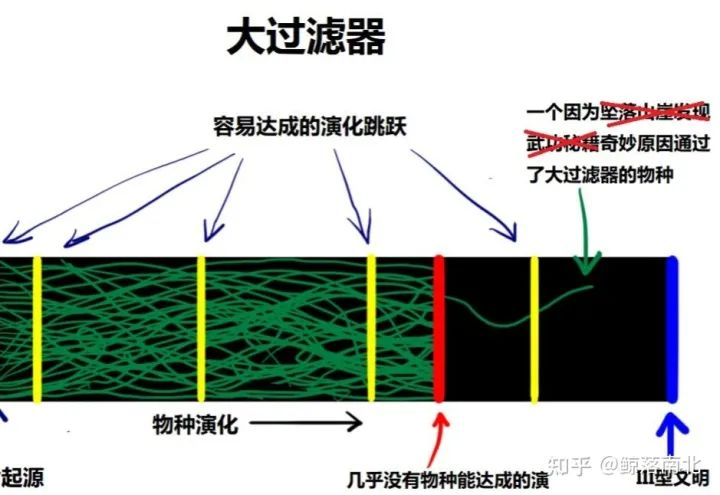 大过滤器
容易达成的演化跳跃
一个因为坠落山崖发现
武功秘籍奇妙原因通过
了大过滤器的物种
物种演化
起源
几乎没有物种能达成的演
III型文明
知乎 @鲸落南北